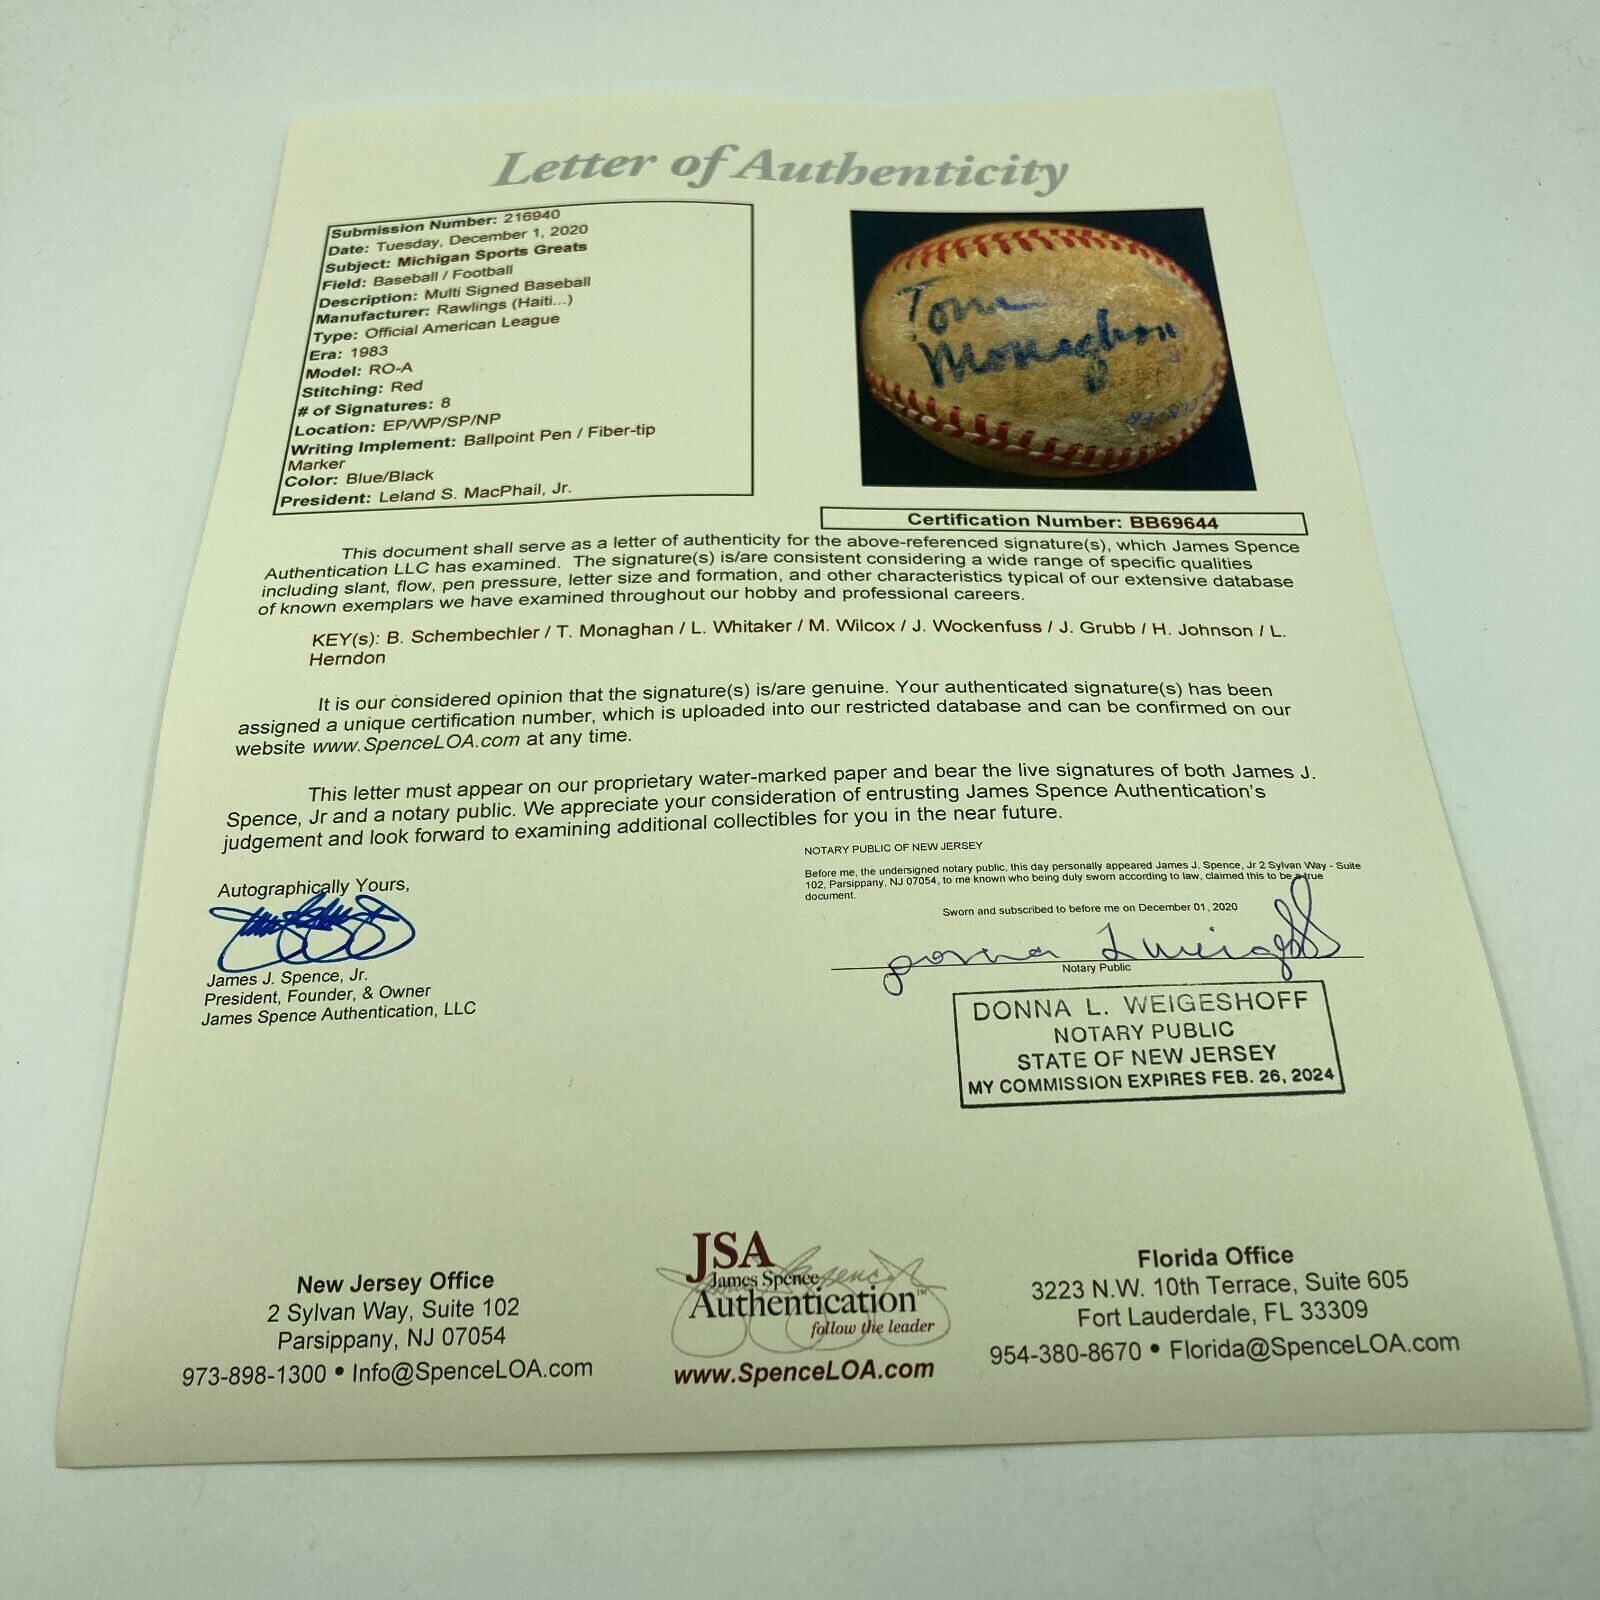 Letter of Authenticity
Submission Number: 216940
Date: Tuesday, December 1, 2020
Subject: Michigan Sports Greats
Field: Baseball / Football
Description: Multi Signed Baseball
Manufacturer: Rawlings (Haiti...)
Type: Official American League
Era: 1983
Model: RO-A
Stitching: Red
# of Signatures: 8
Location: EP/WP/SP/NP
Writing Implement: Ballpoint Pen / Fiber-tip
Marker
Color: Blue/Black
President: Leland S. MacPhail, Jr.
Tom
Monaghan
Certification Number: BB69644
This document shall serve as a letter of authenticity for the above-referenced signature(s), which James Spence
Authentication LLC has examined. The signature(s) is/are consistent considering a wide range of specific qualities
including slant, flow, pen pressure, letter size and formation, and other characteristics typical of our extensive database
of known exemplars we have examined throughout our hobby and professional careers.
KEY(s): B. Schembechler / T. Monaghan / L. Whitaker / M. Wilcox / J. Wockenfuss / J. Grubb / H. Johnson / L.
Herndon
It is our considered opinion that the signature(s) is/are genuine. Your authenticated signature(s) has been
assigned a unique certification number, which is uploaded into our restricted database and can be confirmed on our
website www.SpenceLOA.com at any time.
This letter must appear on our proprietary water-marked paper and bear the live signatures of both James J.
Spence, Jr and a notary public. We appreciate your consideration of entrusting James Spence Authentication's
judgement and look forward to examining additional collectibles for you in the near future.
NOTARY PUBLIC OF NEW JERSEY
Before me, the undersigned notary public, this day personally appeared James J. Spence, Jr 2 Sylvan Way - Suite
102, Parsippany, NJ 07054, to me known who being duly sworn according to law, claimed this to be a true
document.
Sworn and subscribed to before me on December 01, 2020
Donna L Weigeshoff
Notary Public
Autographically Yours,
James J. Spence, Jr.
President, Founder, & Owner
James Spence Authentication, LLC
DONNA L. WEIGESHOFF
NOTARY PUBLIC
STATE OF NEW JERSEY
MY COMMISSION EXPIRES FEB. 26, 2024
New Jersey Office
2 Sylvan Way, Suite 102
Parsippany, NJ 07054
973-898-1300 • Info@SpenceLOA.com
JSA
James Spence
Authentication™
follow the leader
www.SpenceLOA.com
Florida Office
3223 N.W. 10th Terrace, Suite 605
Fort Lauderdale, FL 33309
954-380-8670 • Florida@SpenceLOA.com